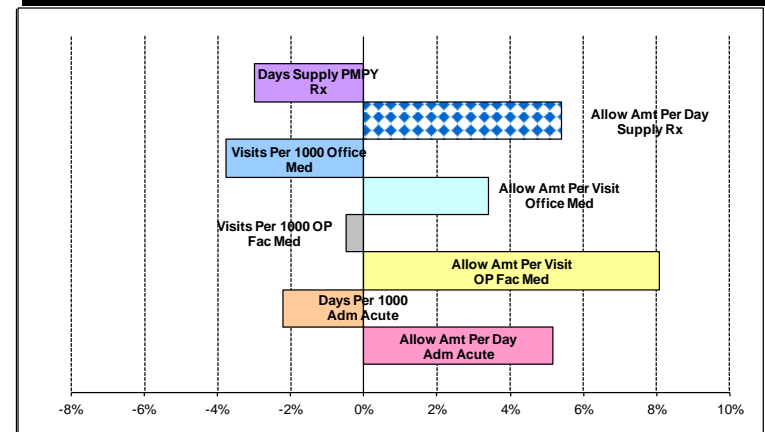 Days Supply PMPY
Rx
Allow Amt Per Day
Supply Rx
Visits Per 1000 Office
Med
Allow Amt Per Visit
Office Med
Visits Per 1000 OP
Fac Med
Allow Amt Per Visit
OP Fac Med
Days Per 1000
Adm Acute
Allow Amt Per Day
Adm Acute
-8% -6% -4% -2% 0% 2% 4% 6% 8% 10%